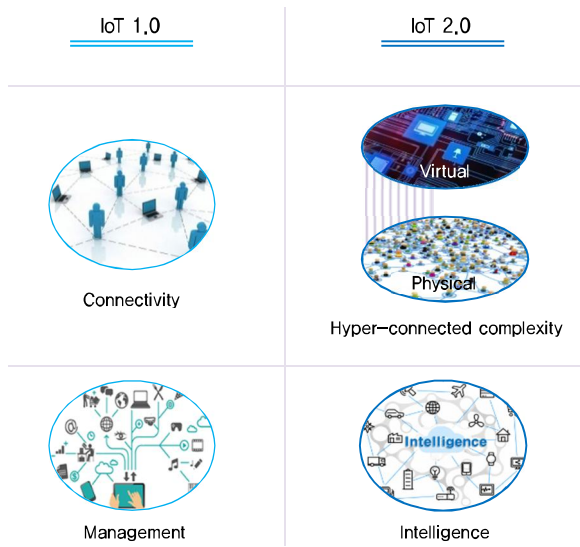 IoT 1.0
IoT 2.0
Virtual
Physical
Connectivity
Hyper-connected complexity
Intelligence
Management
Intelligence